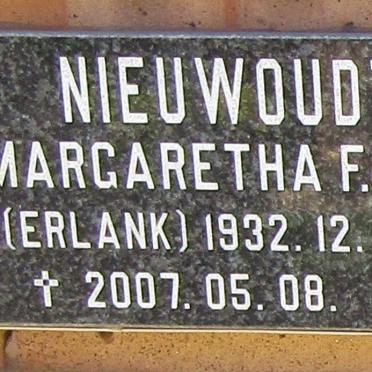 NIEUWOUD
MARGARETHA F.
(ERLANK) 1932. 12.
✝ 2007. 05. 08.